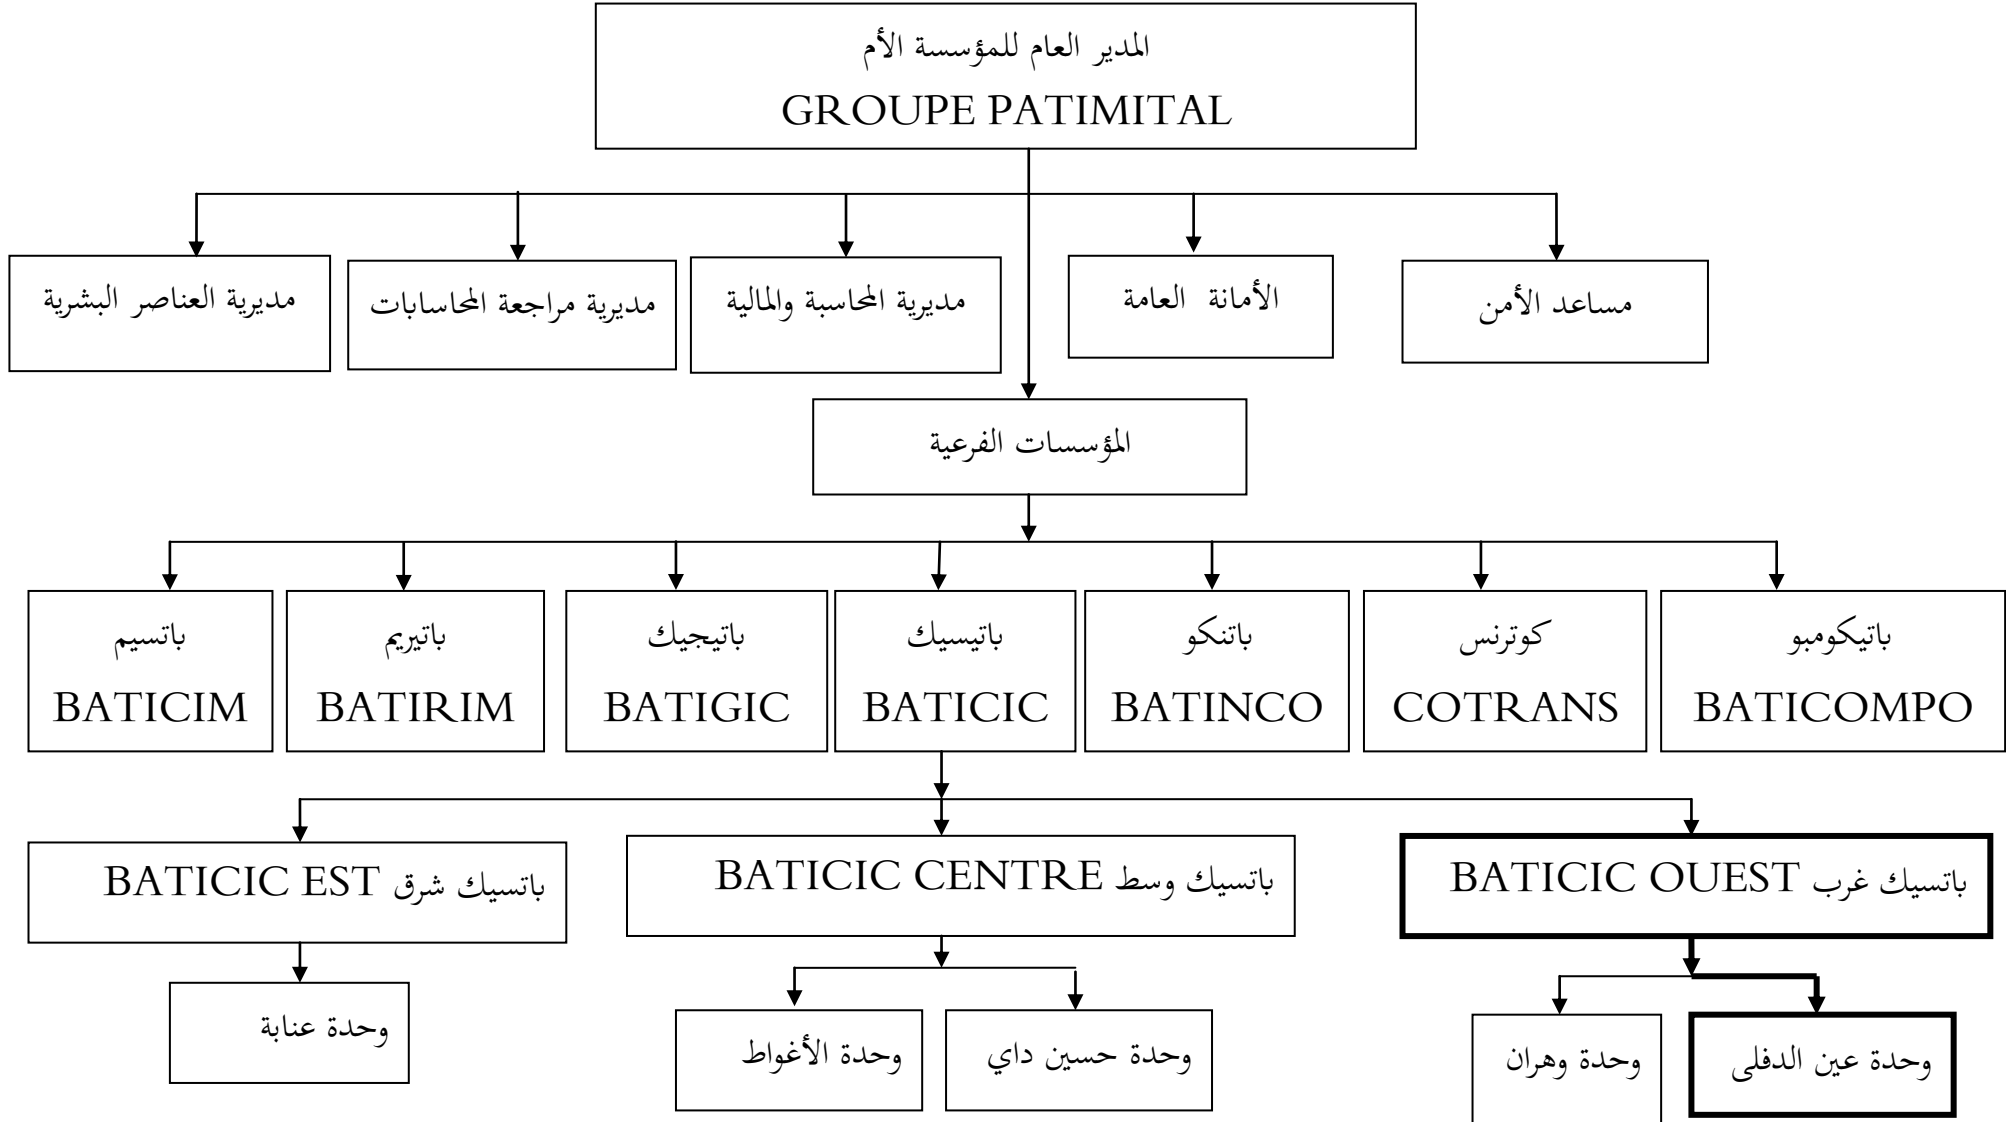 المدير العام للمؤسسة الأم
GROUPE PATIMITAL
مساعد الأمن
الأمانة العامة
مديرية المحاسبة والمالية
مديرية مراجعة المحاسابات
مديرية العناصر البشرية
المؤسسات الفرعية
باتيكومبو
BATICOMPO
كوترنس
COTRANS
باتنكو
BATINCO
باتيسيك
BATICIC
باتيجيك
BATIGIC
باتيريم
BATIRIM
باتسيم
BATICIM
باتسيك غرب BATICIC OUEST
باتسيك وسط BATICIC CENTRE
باتسيك شرق BATICIC EST
وحدة عين الدفلى
وحدة وهران
وحدة حسين داي
وحدة الأغواط
وحدة عنابة